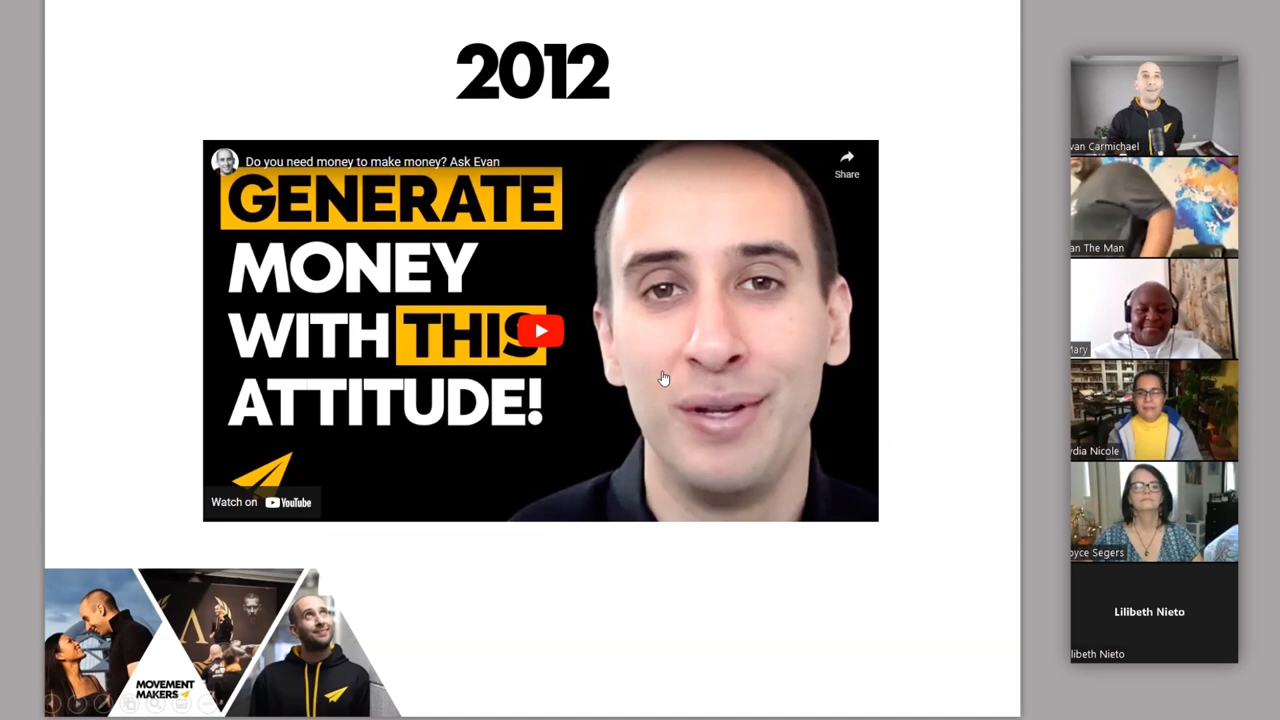 2012
Do you need money to make money? Ask Evan
Share
GENERATE
MONEY
WITH THIS
ATTITUDE!
Watch on YouTube
MOVEMENT
MAKERS
van Carmichael
an The Man
Mary
ydia Nicole
oyce Segers
Lilibeth Nieto
ilibeth Nieto